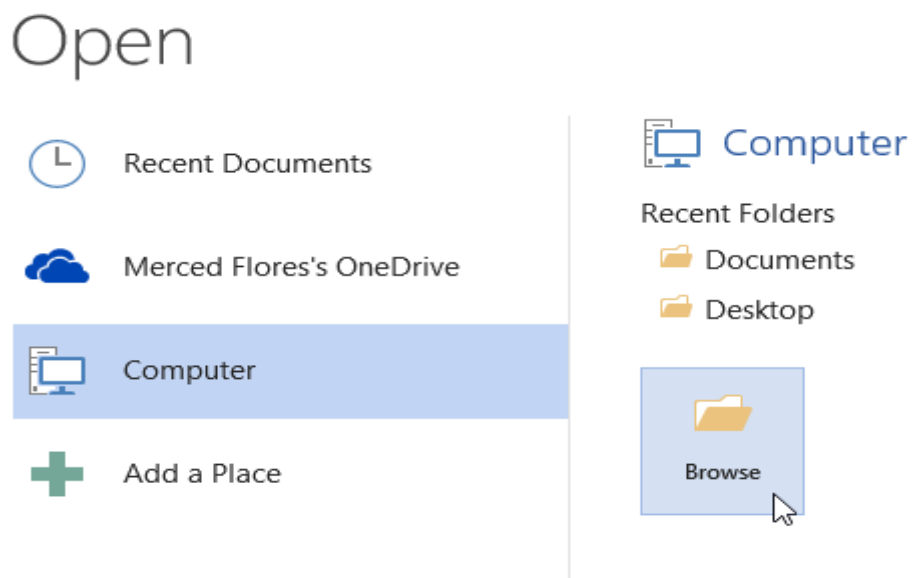 Open
Recent Documents
Merced Flores's OneDrive
Computer
Add a Place
Computer
Recent Folders
Documents
Desktop
Browse